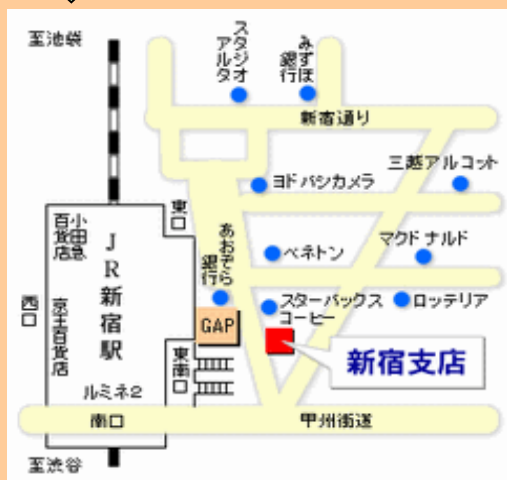 至池袋
スタジオ
アルタ
みずほ
銀行
新宿通り
三越アルコット
ヨドバシカメラ
東口
小田急
百貨店
あおぞら
銀行
ベネトン
マクドナルド
JR新宿駅
西口
京王百貨店
GAP
スターバックス
コーヒー
ロッテリア
東南口
新宿支店
ルミネ2
南口
甲州街道
至渋谷